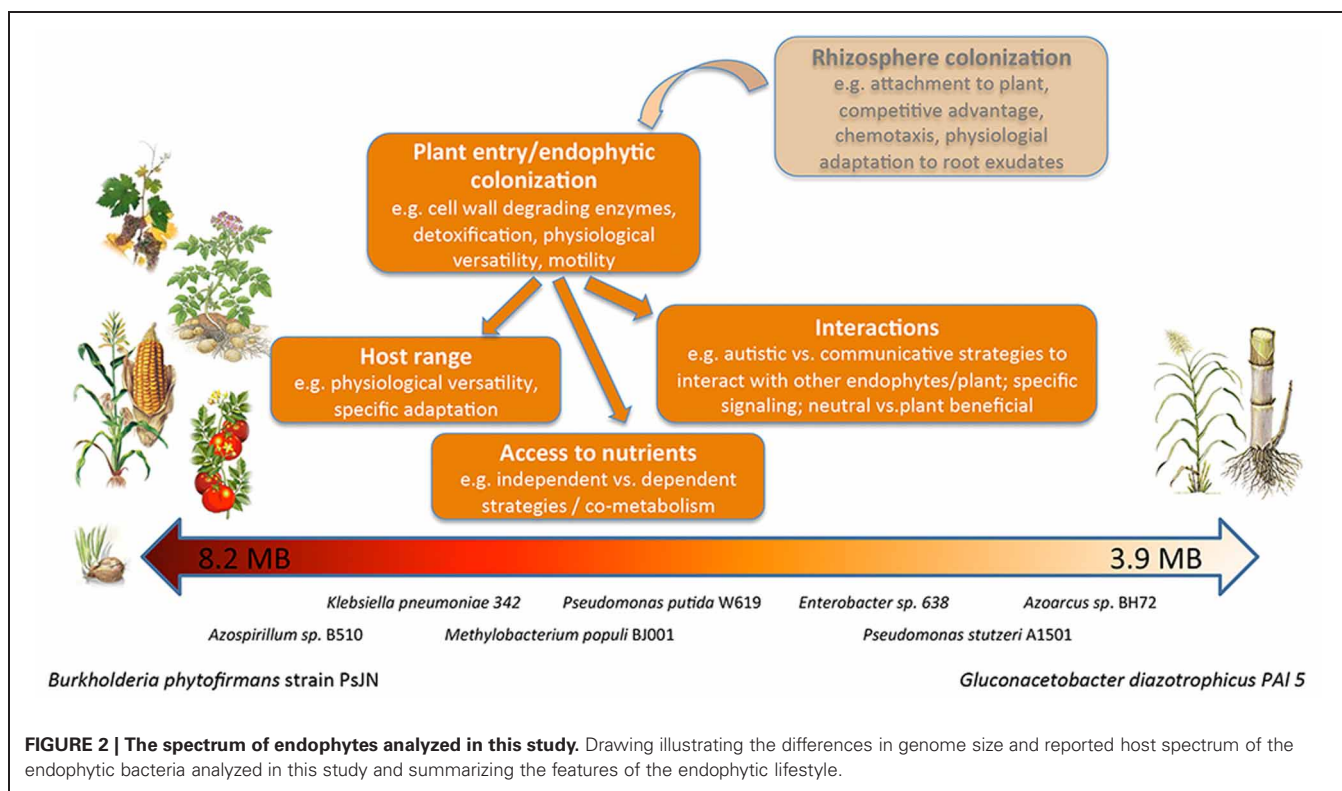 Rhizosphere colonization
e.g. attachment to plant,
competitive advantage,
chemotaxis, physiologial
adaptation to root exudates
Plant entry/endophytic
colonization
e.g. cell wall degrading enzymes,
detoxification, physiological
versatility, motility
Host range
e.g. physiological versatility,
specific adaptation
Interactions
e.g. autistic vs. communicative strategies to
interact with other endophytes/plant; specific
signaling; neutral vs.plant beneficial
Access to nutrients
e.g. independent vs. dependent
strategies / co-metabolism
8.2 MB
3.9 MB
Klebsiella pneumoniae 342
Pseudomonas putida W619
Enterobacter sp. 638
Azoarcus sp. BH72
Azospirillum sp. B510
Methylobacterium populi BJ001
Pseudomonas stutzeri A1501
Burkholderia phytofirmans strain PsJN
Gluconacetobacter diazotrophicus PAl 5
FIGURE 2 | The spectrum of endophytes analyzed in this study. Drawing illustrating the differences in genome size and reported host spectrum of the
endophytic bacteria analyzed in this study and summarizing the features of the endophytic lifestyle.